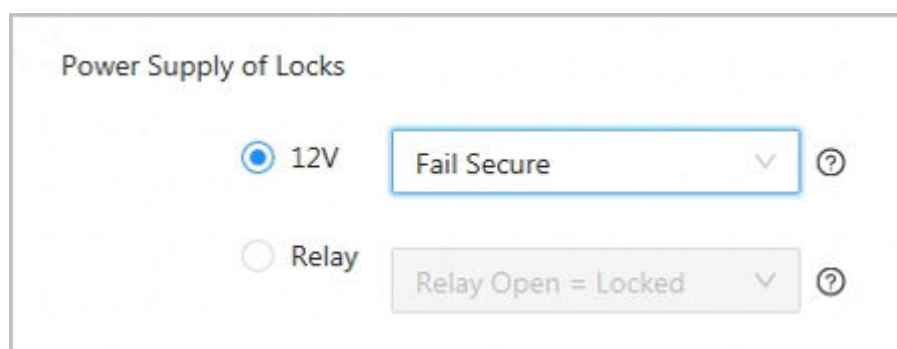 Power Supply of Locks
12V Fail Secure
Relay Relay Open = Locked